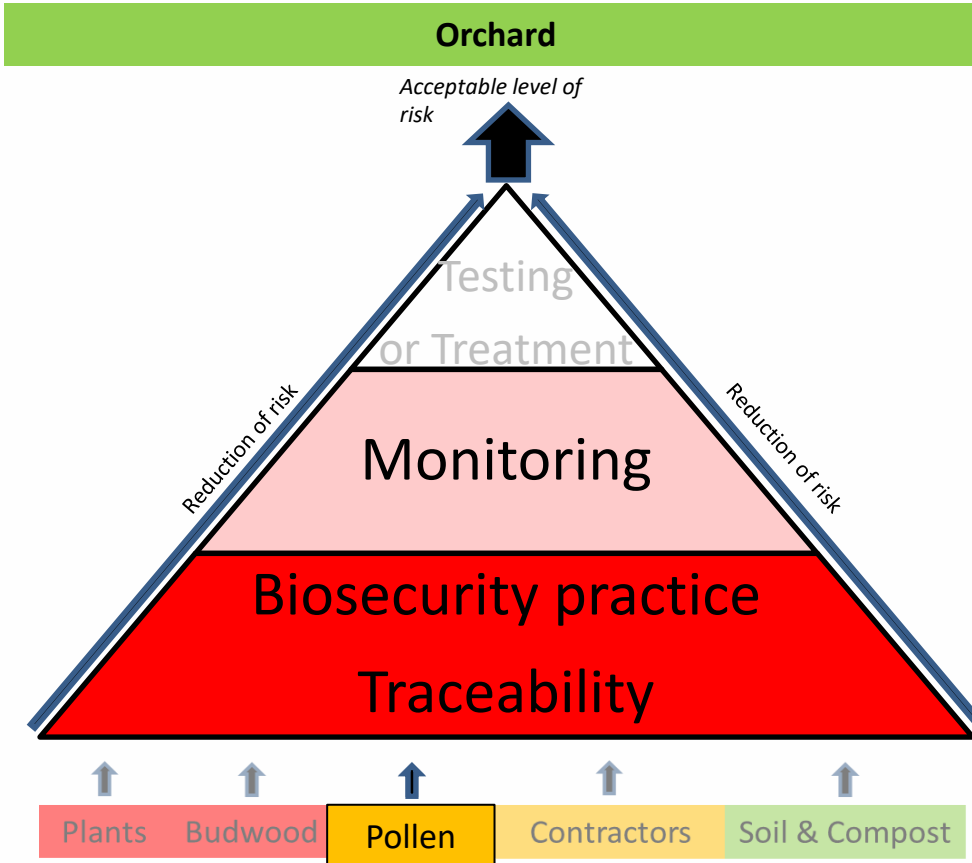 Orchard
Acceptable level of
risk
Testing
or Treatment
Reduction of risk
Reduction of risk
Monitoring
Biosecurity practice
Traceability
Plants
Budwood
Pollen
Contractors
Soil & Compost